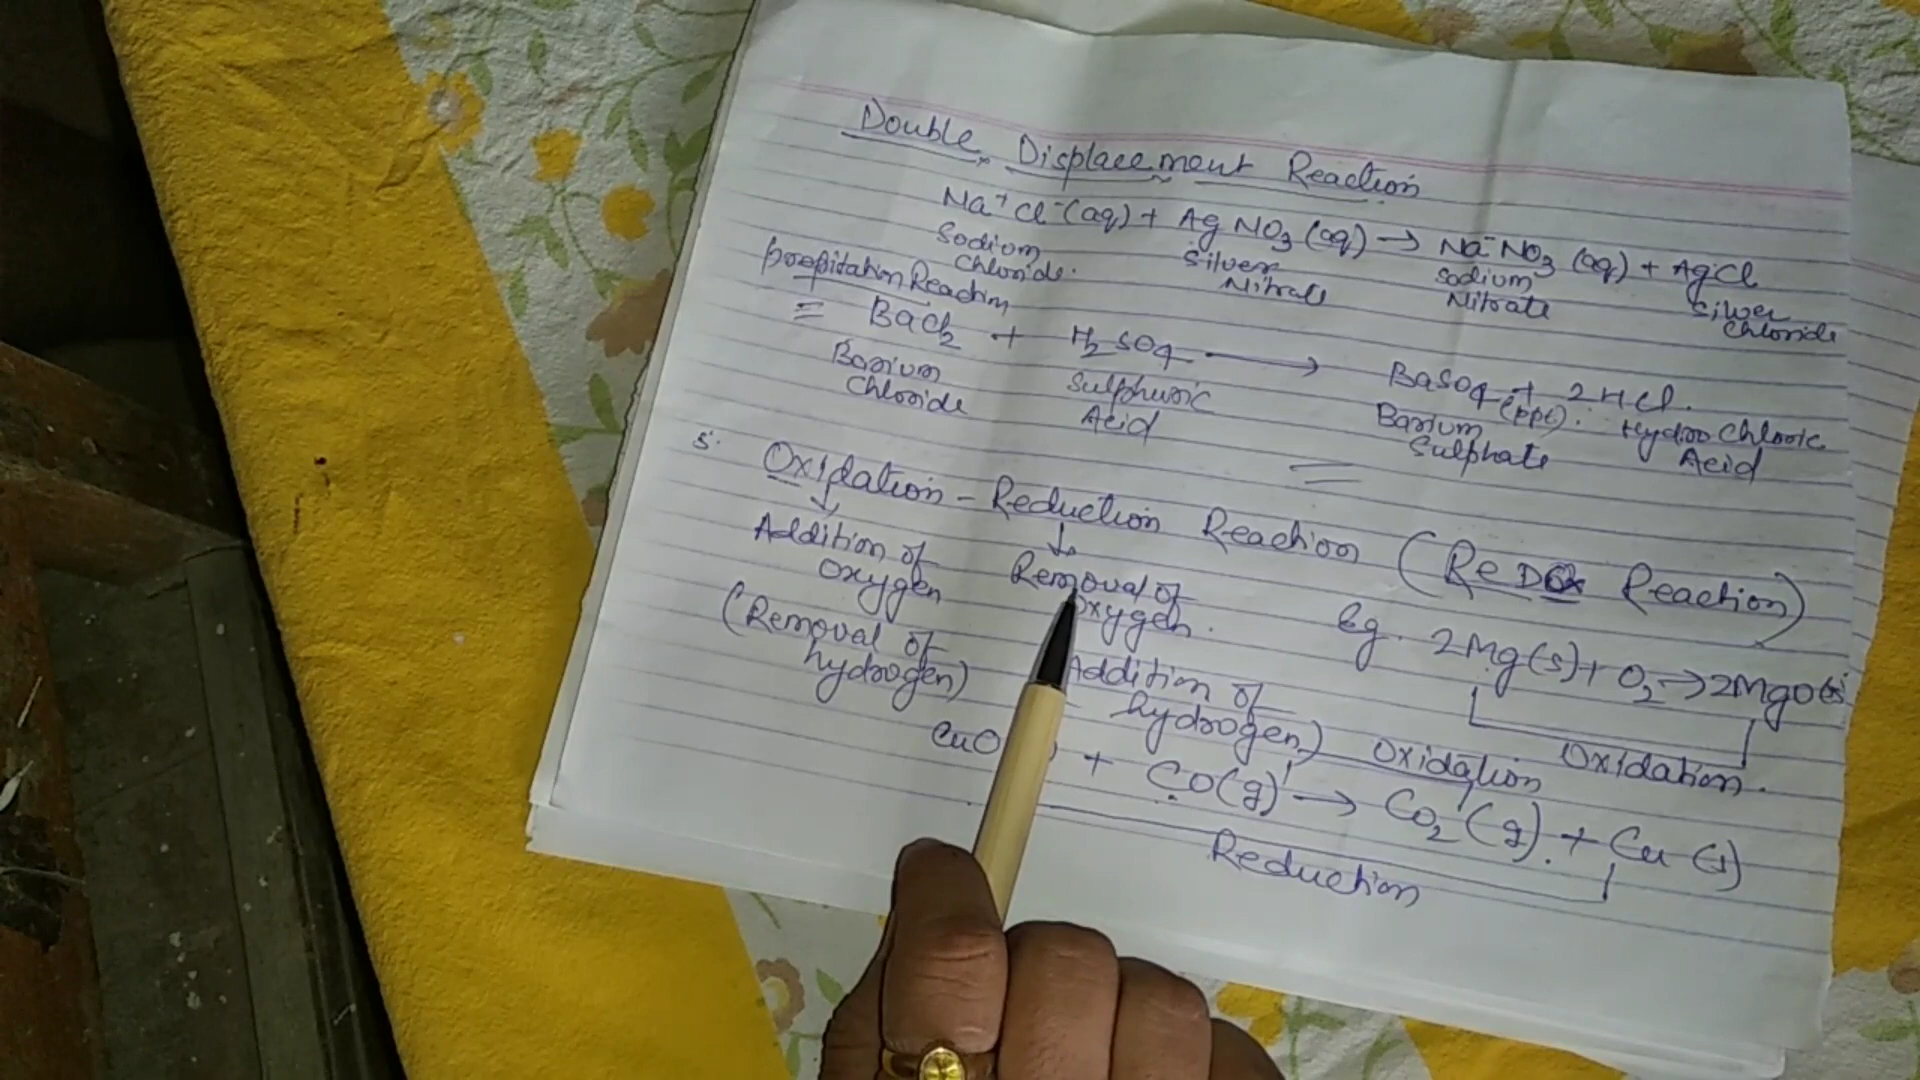 Double Displacement Reaction
Na⁺Cl⁻(aq) + AgNO₃(aq) → Na⁻NO₃(aq) + AgCl
Sodium Chloride. Silver Nitrate Sodium Nitrate Silver Chloride
Reaction
BaCl₂ + H₂SO₄ → BaSO₄(ppt) + 2HCl.
Barium Chloride Sulphuric Acid Barium Sulphate Hydro Chloric Acid
5. Oxidation - Reduction Reaction (REDOX Reaction)
Addition of oxygen
(Removal of hydrogen)
Removal of oxygen.
Addition of hydrogen)
Eg. 2Mg(s) + O₂ → 2MgO(s)
Oxidation.
Oxidation
CuO + CO(g) → CO₂(g) + Cu(s)
Reduction